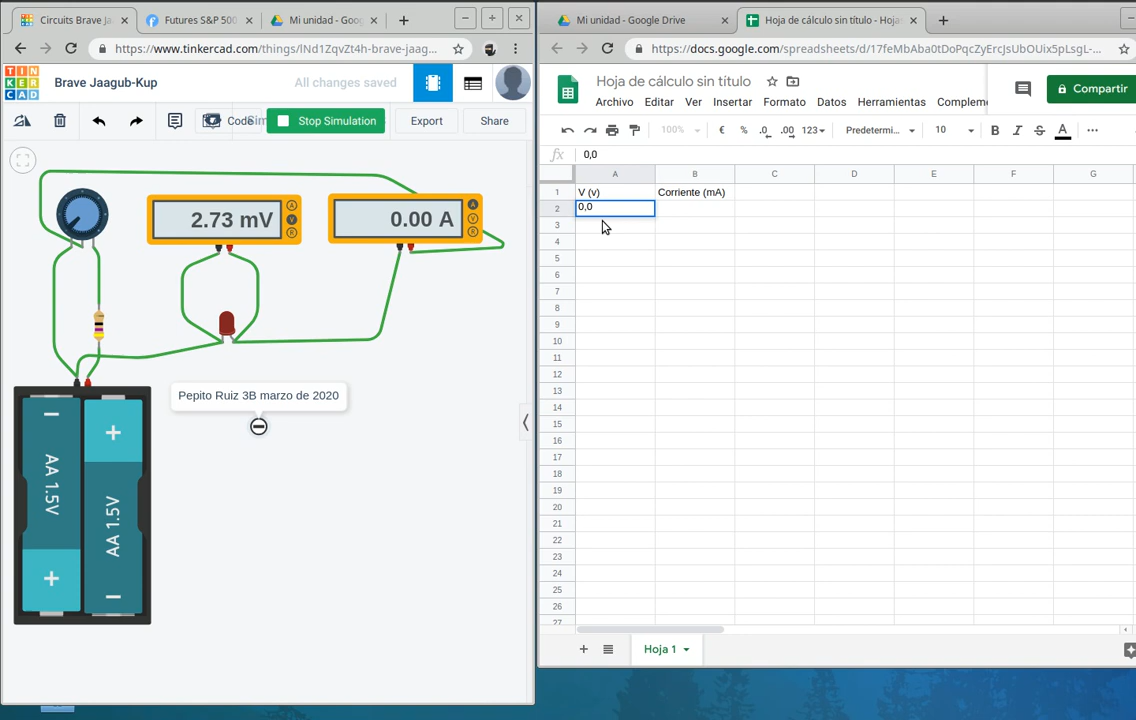 Circuits Brave Ja
Futures S&P 500
Mi unidad - Goo
https://www.tinkercad.com/things/lNd1ZqvZt4h-brave-jaag...
TIN
KER
CAD
Brave Jaagub-Kup
All changes saved
Code
Stop Simulation
Export
Share
2.73 mV
A
V
R
0.00 A
A
V
R
Pepito Ruiz 3B marzo de 2020
AA 1.5V
AA 1.5V
Mi unidad - Google Drive
Hoja de cálculo sin título - Hoja
https://docs.google.com/spreadsheets/d/17feMbAba0tDoPqcZyErcJsUbOUix5pLsgL-...
Hoja de cálculo sin título
Archivo Editar Ver Insertar Formato Datos Herramientas Compleme
Compartir
100% € % .0 .00 123 Predetermi... 10 B I S A
fx 0,0
A B C D E F G
1 V (v) Corriente (mA)
2 0,0
3
4
5
6
7
8
9
10
11
12
13
14
15
16
17
18
19
20
21
22
23
24
25
26
27
Hoja 1